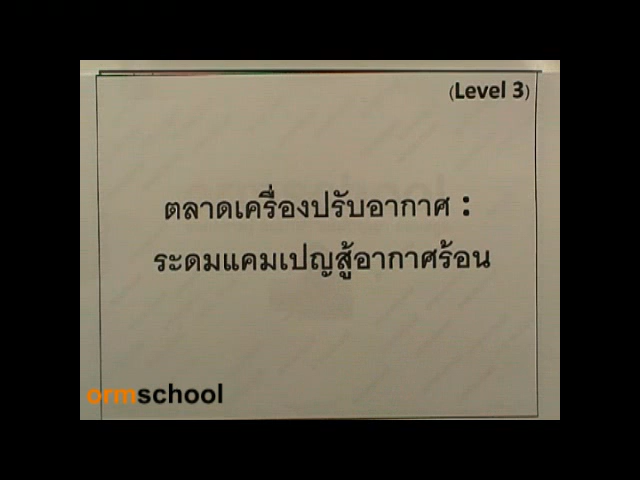 (Level 3)
ตลาดเครื่องปรับอากาศ :
ระดมแคมเปญสู้อากาศร้อน
ormschool